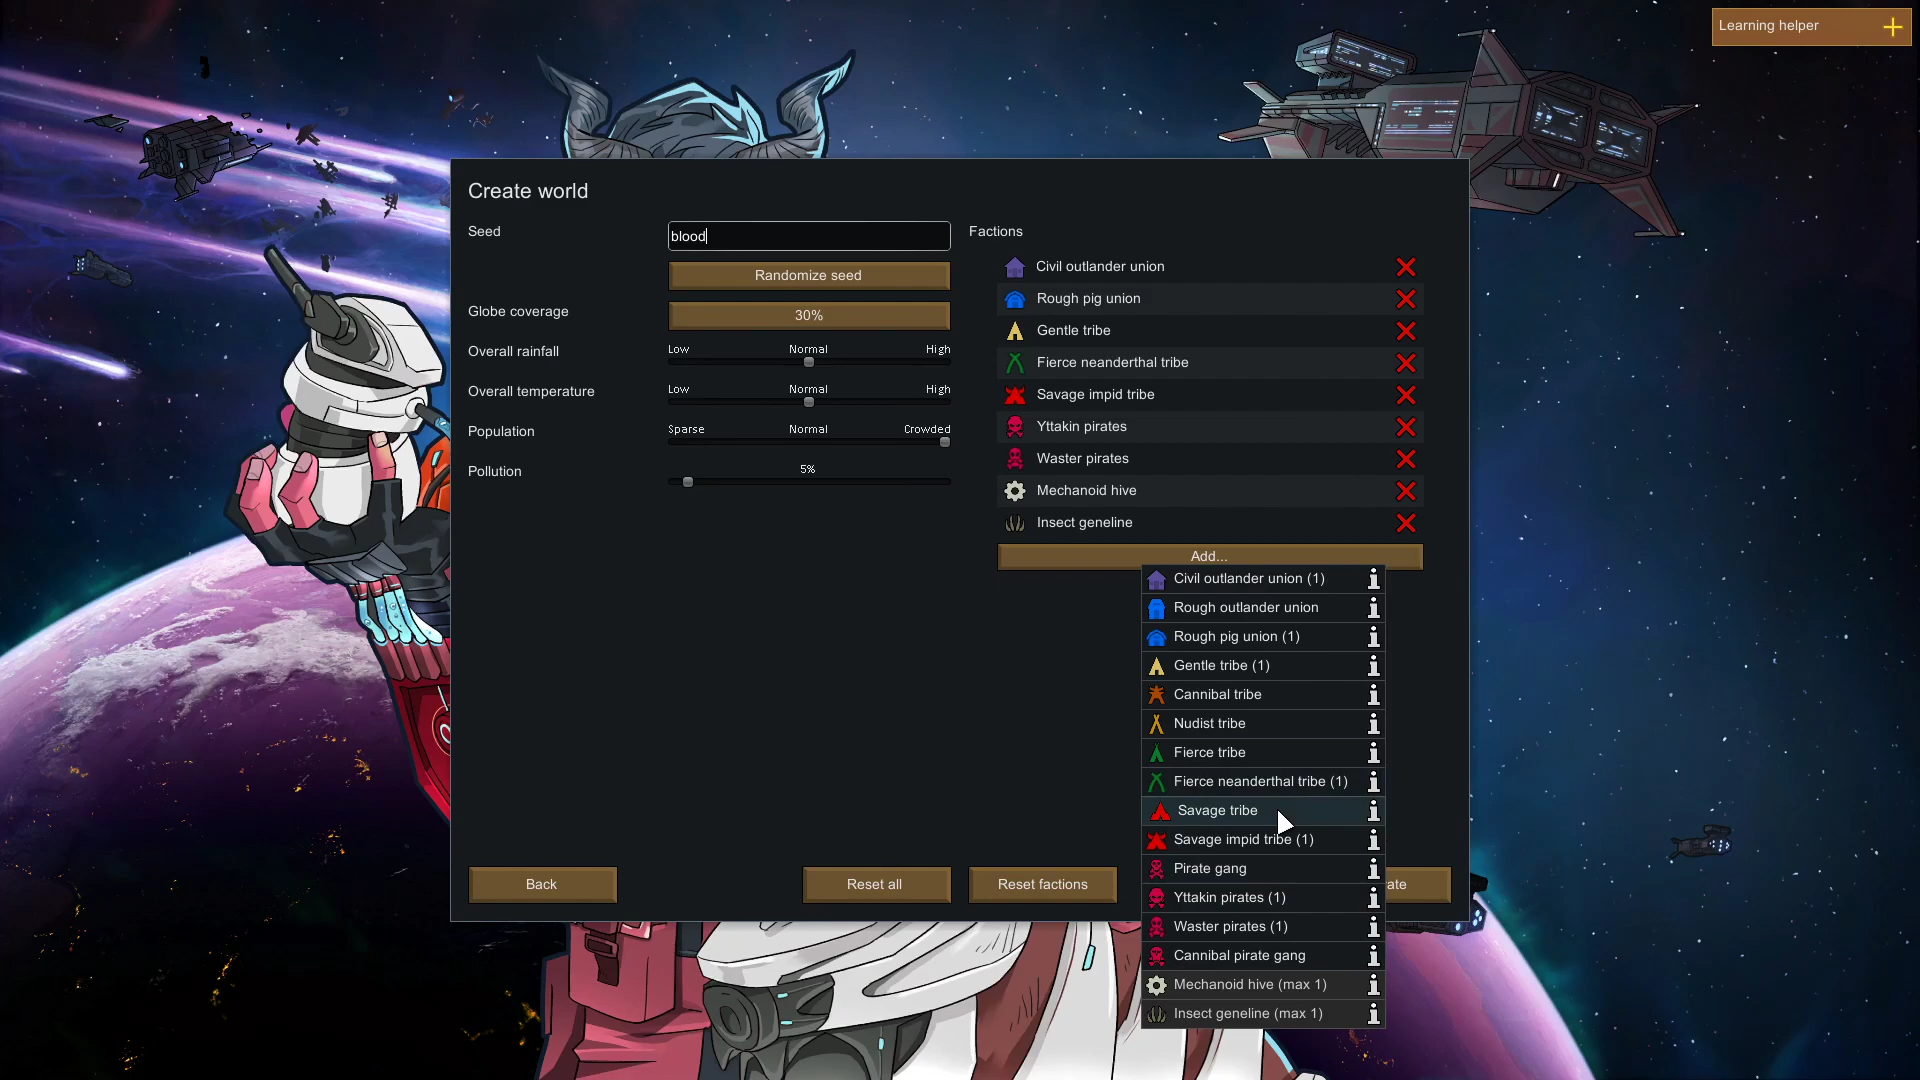 Learning helper
Create world
Seed
blood
Randomize seed
Globe coverage
30%
Overall rainfall
Low Normal High
Overall temperature
Low Normal High
Population
Sparse Normal Crowded
Pollution
5%
Factions
Civil outlander union
Rough pig union
Gentle tribe
Fierce neanderthal tribe
Savage impid tribe
Yttakin pirates
Waster pirates
Mechanoid hive
Insect geneline
Add...
Civil outlander union (1)
Rough outlander union
Rough pig union (1)
Gentle tribe (1)
Cannibal tribe
Nudist tribe
Fierce tribe
Fierce neanderthal tribe (1)
Savage tribe
Savage impid tribe (1)
Pirate gang
Yttakin pirates (1)
Waster pirates (1)
Cannibal pirate gang
Mechanoid hive (max 1)
Insect geneline (max 1)
Back
Reset all
Reset factions
ate